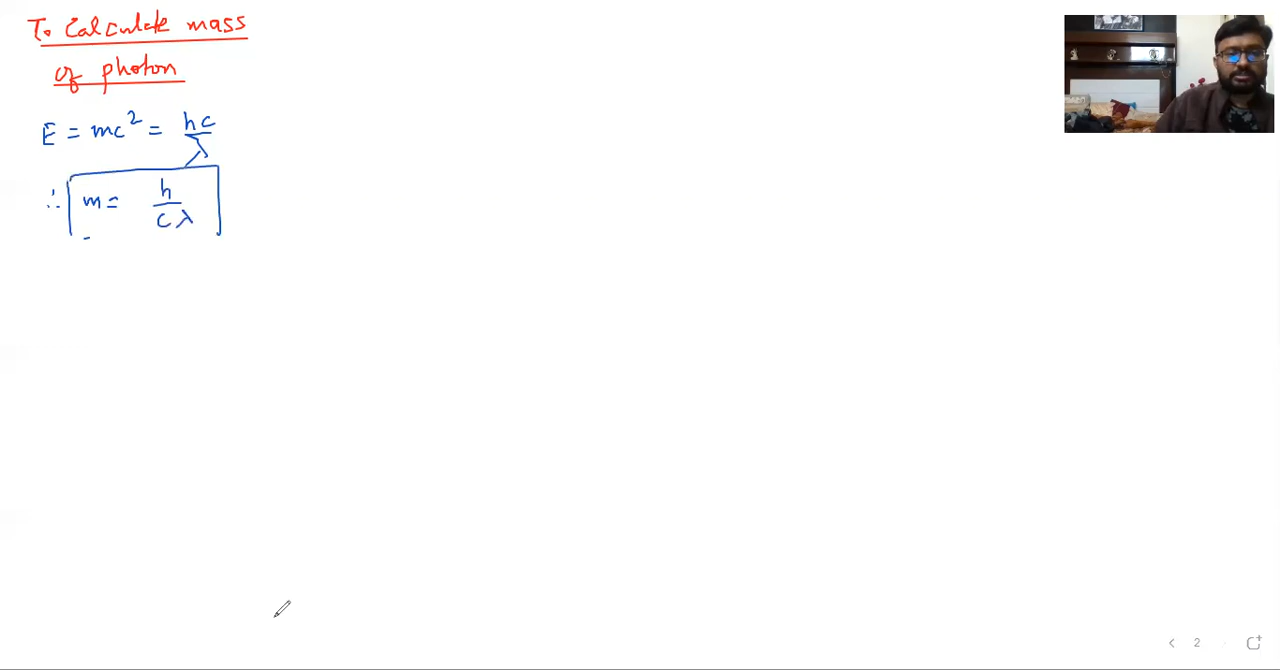 To Calculate mass
of photon
E = mc² = hc/λ
∴ m = h/cλ
2